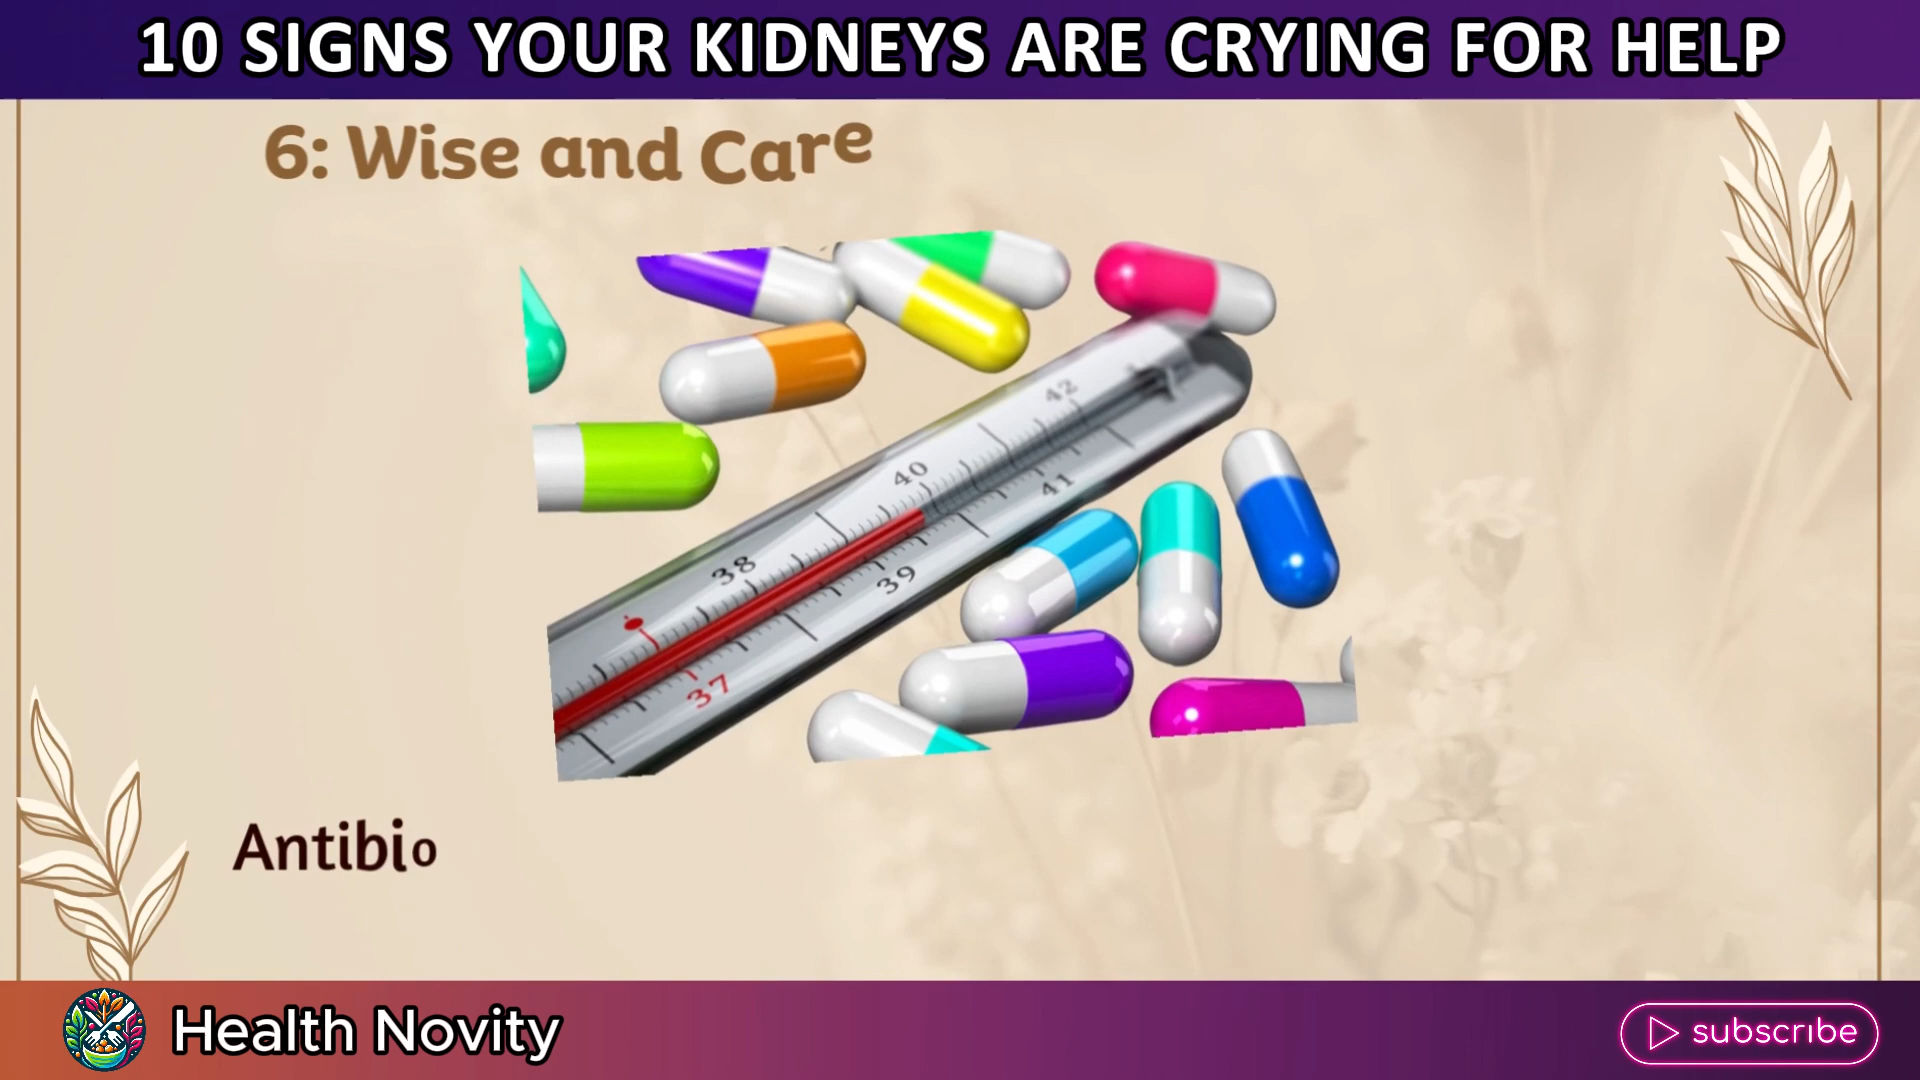 10 SIGNS YOUR KIDNEYS ARE CRYING FOR HELP
6: Wise and Care
42
40
41
38
39
37
Antibio
Health Novity
subscribe